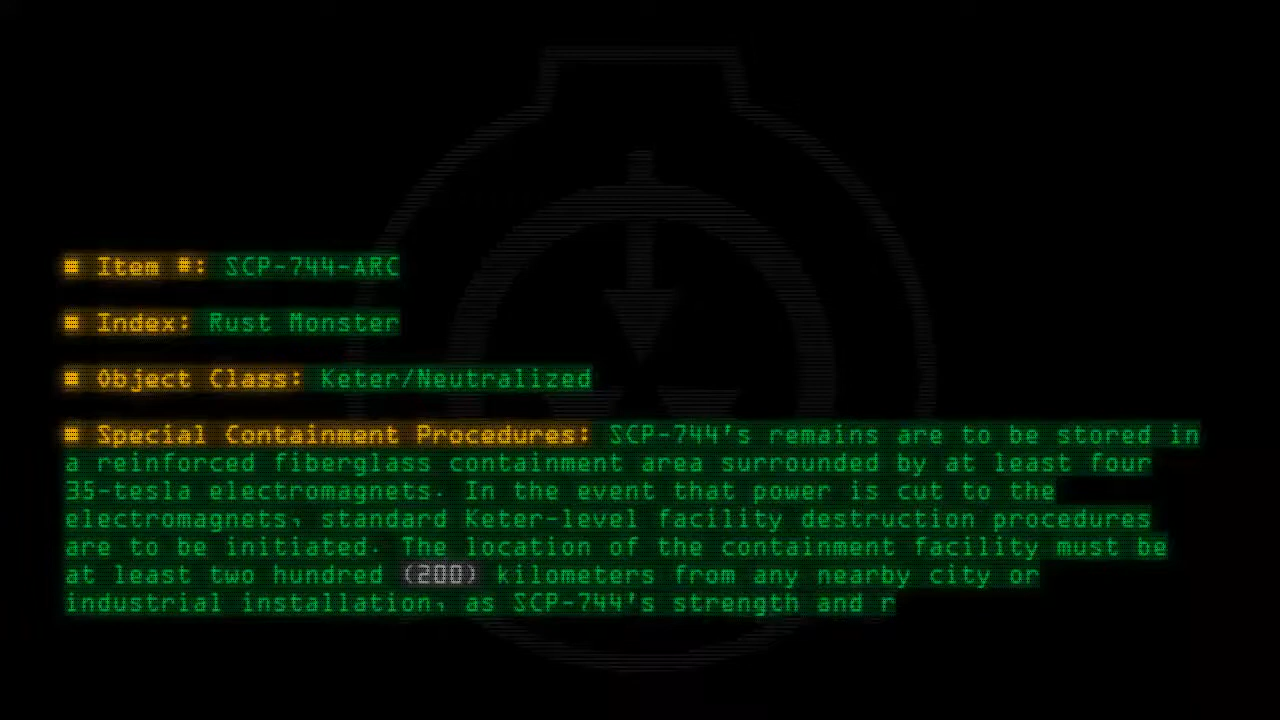 ■ Item #: SCP-744-ARC
■ Index: Rust Monster
■ Object Class: Keter/Neutralized
■ Special Containment Procedures: SCP-744's remains are to be stored in
a reinforced fiberglass containment area surrounded by at least four
35-tesla electromagnets. In the event that power is cut to the
electromagnets, standard Keter-level facility destruction procedures
are to be initiated. The location of the containment facility must be
at least two hundred (200) kilometers from any nearby city or
industrial installation, as SCP-744's strength and r